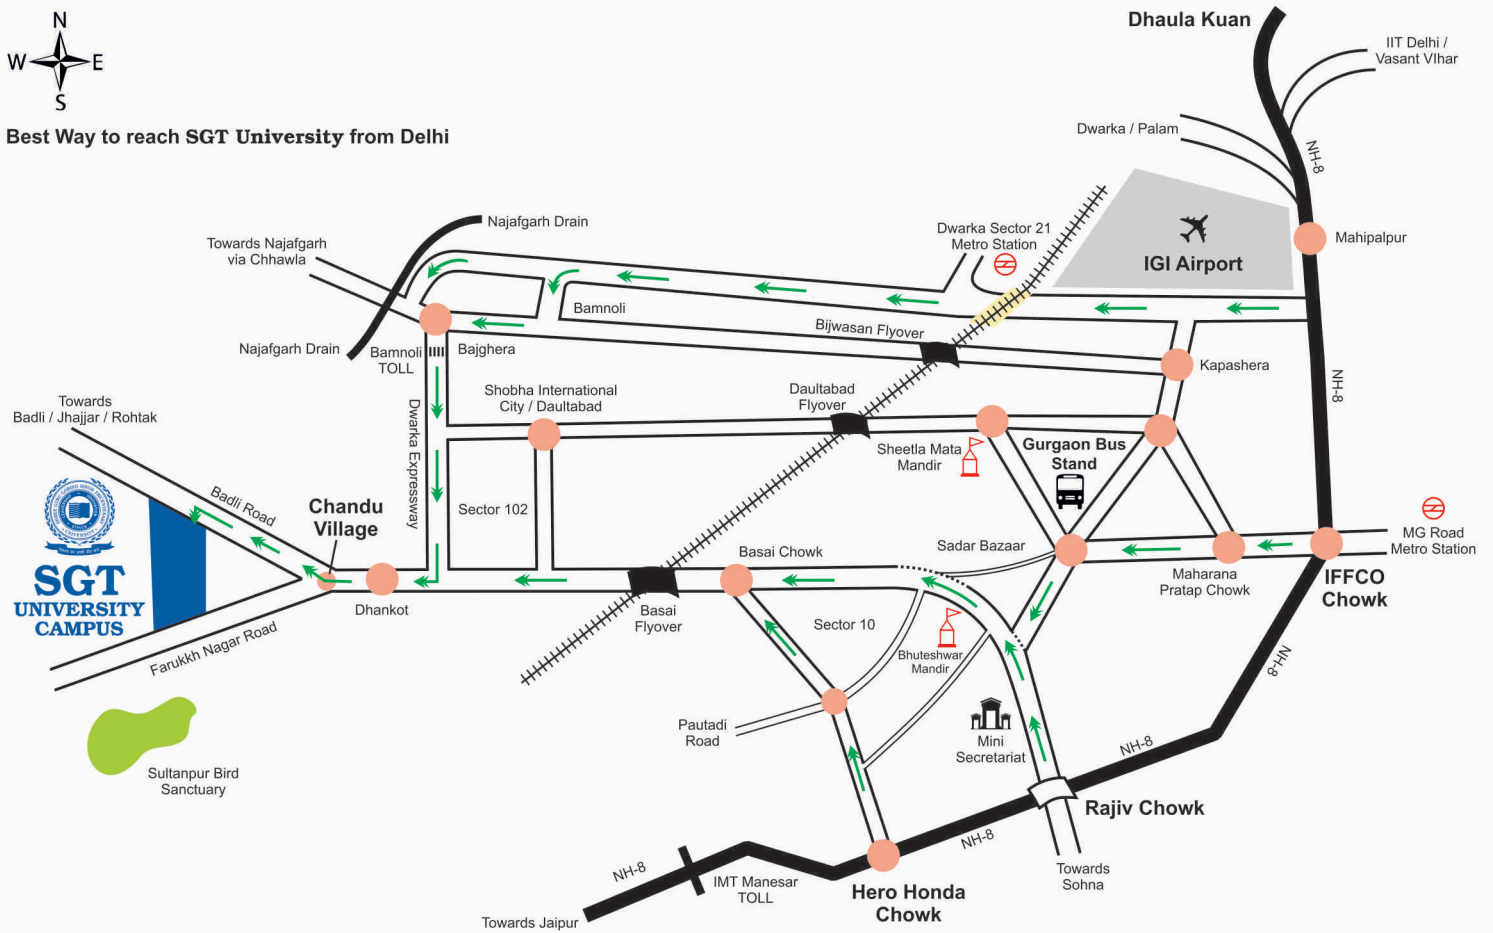 N
W E
S
Best Way to reach SGT University from Delhi
Dhaula Kuan
IIT Delhi /
Vasant VIhar
Dwarka / Palam
NH-8
Mahipalpur
IGI Airport
Dwarka Sector 21
Metro Station
Najafgarh Drain
Towards Najafgarh
via Chhawla
Najafgarh Drain
Bamnoli
TOLL
Bajghera
Bamnoli
Bijwasan Flyover
Kapashera
NH-8
Shobha International
City / Daultabad
Daultabad
Flyover
Sheetla Mata
Mandir
Gurgaon Bus
Stand
Dwarka Expressway
Towards
Badli / Jhajjar / Rohtak
Badli Road
Chandu
Village
Sector 102
SGT
UNIVERSITY
CAMPUS
Farukkh Nagar Road
Dhankot
Basai Chowk
Basai
Flyover
Sadar Bazaar
Maharana
Pratap Chowk
MG Road
Metro Station
IFFCO
Chowk
Sector 10
Bhuteshwar
Mandir
Mini
Secretariat
Pautadi
Road
NH-8
NH-8
Rajiv Chowk
NH-8
Towards
Sohna
Hero Honda
Chowk
IMT Manesar
TOLL
NH-8
Towards Jaipur
Sultanpur Bird
Sanctuary